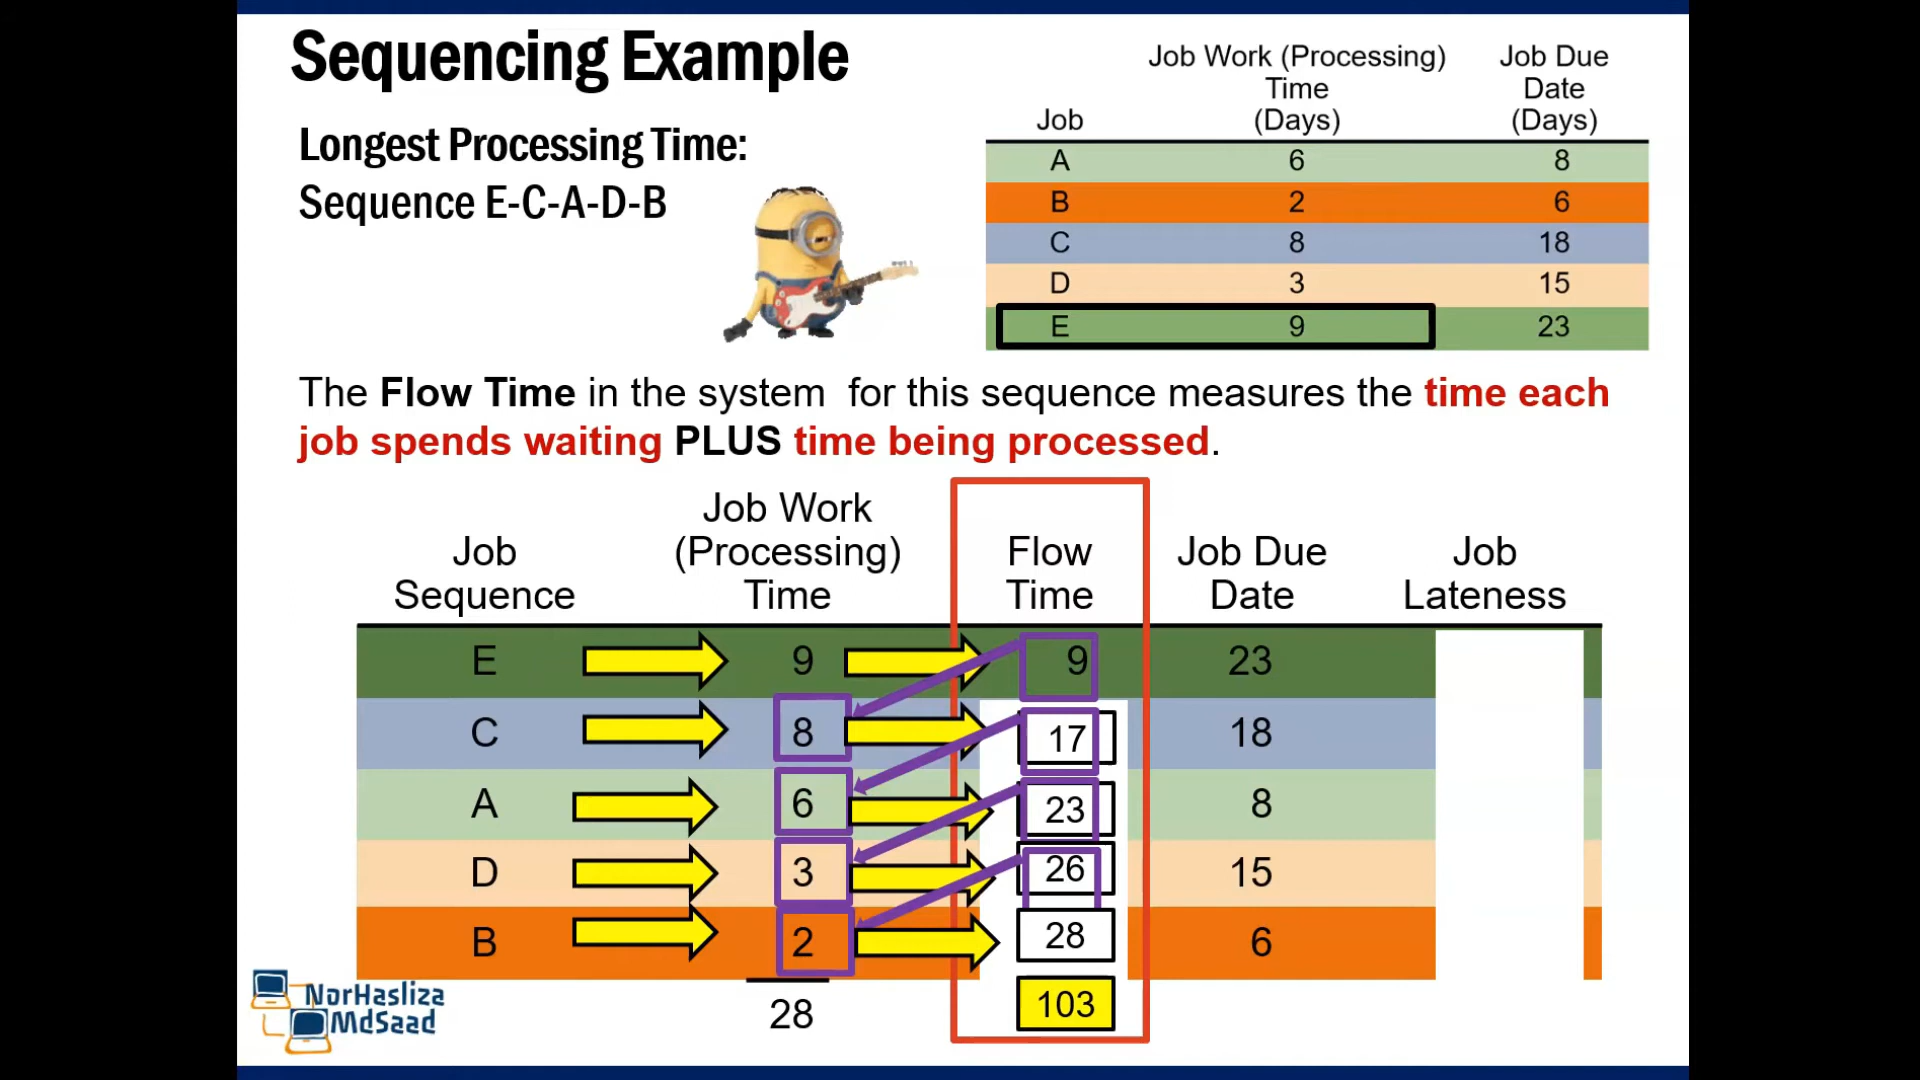 Sequencing Example
Longest Processing Time:
Sequence E-C-A-D-B
Job Work (Processing) Job Due
Time Date
Job (Days) (Days)
A 6 8
B 2 6
C 8 18
D 3 15
E 9 23
The Flow Time in the system for this sequence measures the time each
job spends waiting PLUS time being processed.
Job Work
Job (Processing) Flow Job Due Job
Sequence Time Time Date Lateness
E 9 9 23
C 8 17 18
A 6 23 8
D 3 26 15
B 2 28 6
28 103
NorHasliza
MdSaad